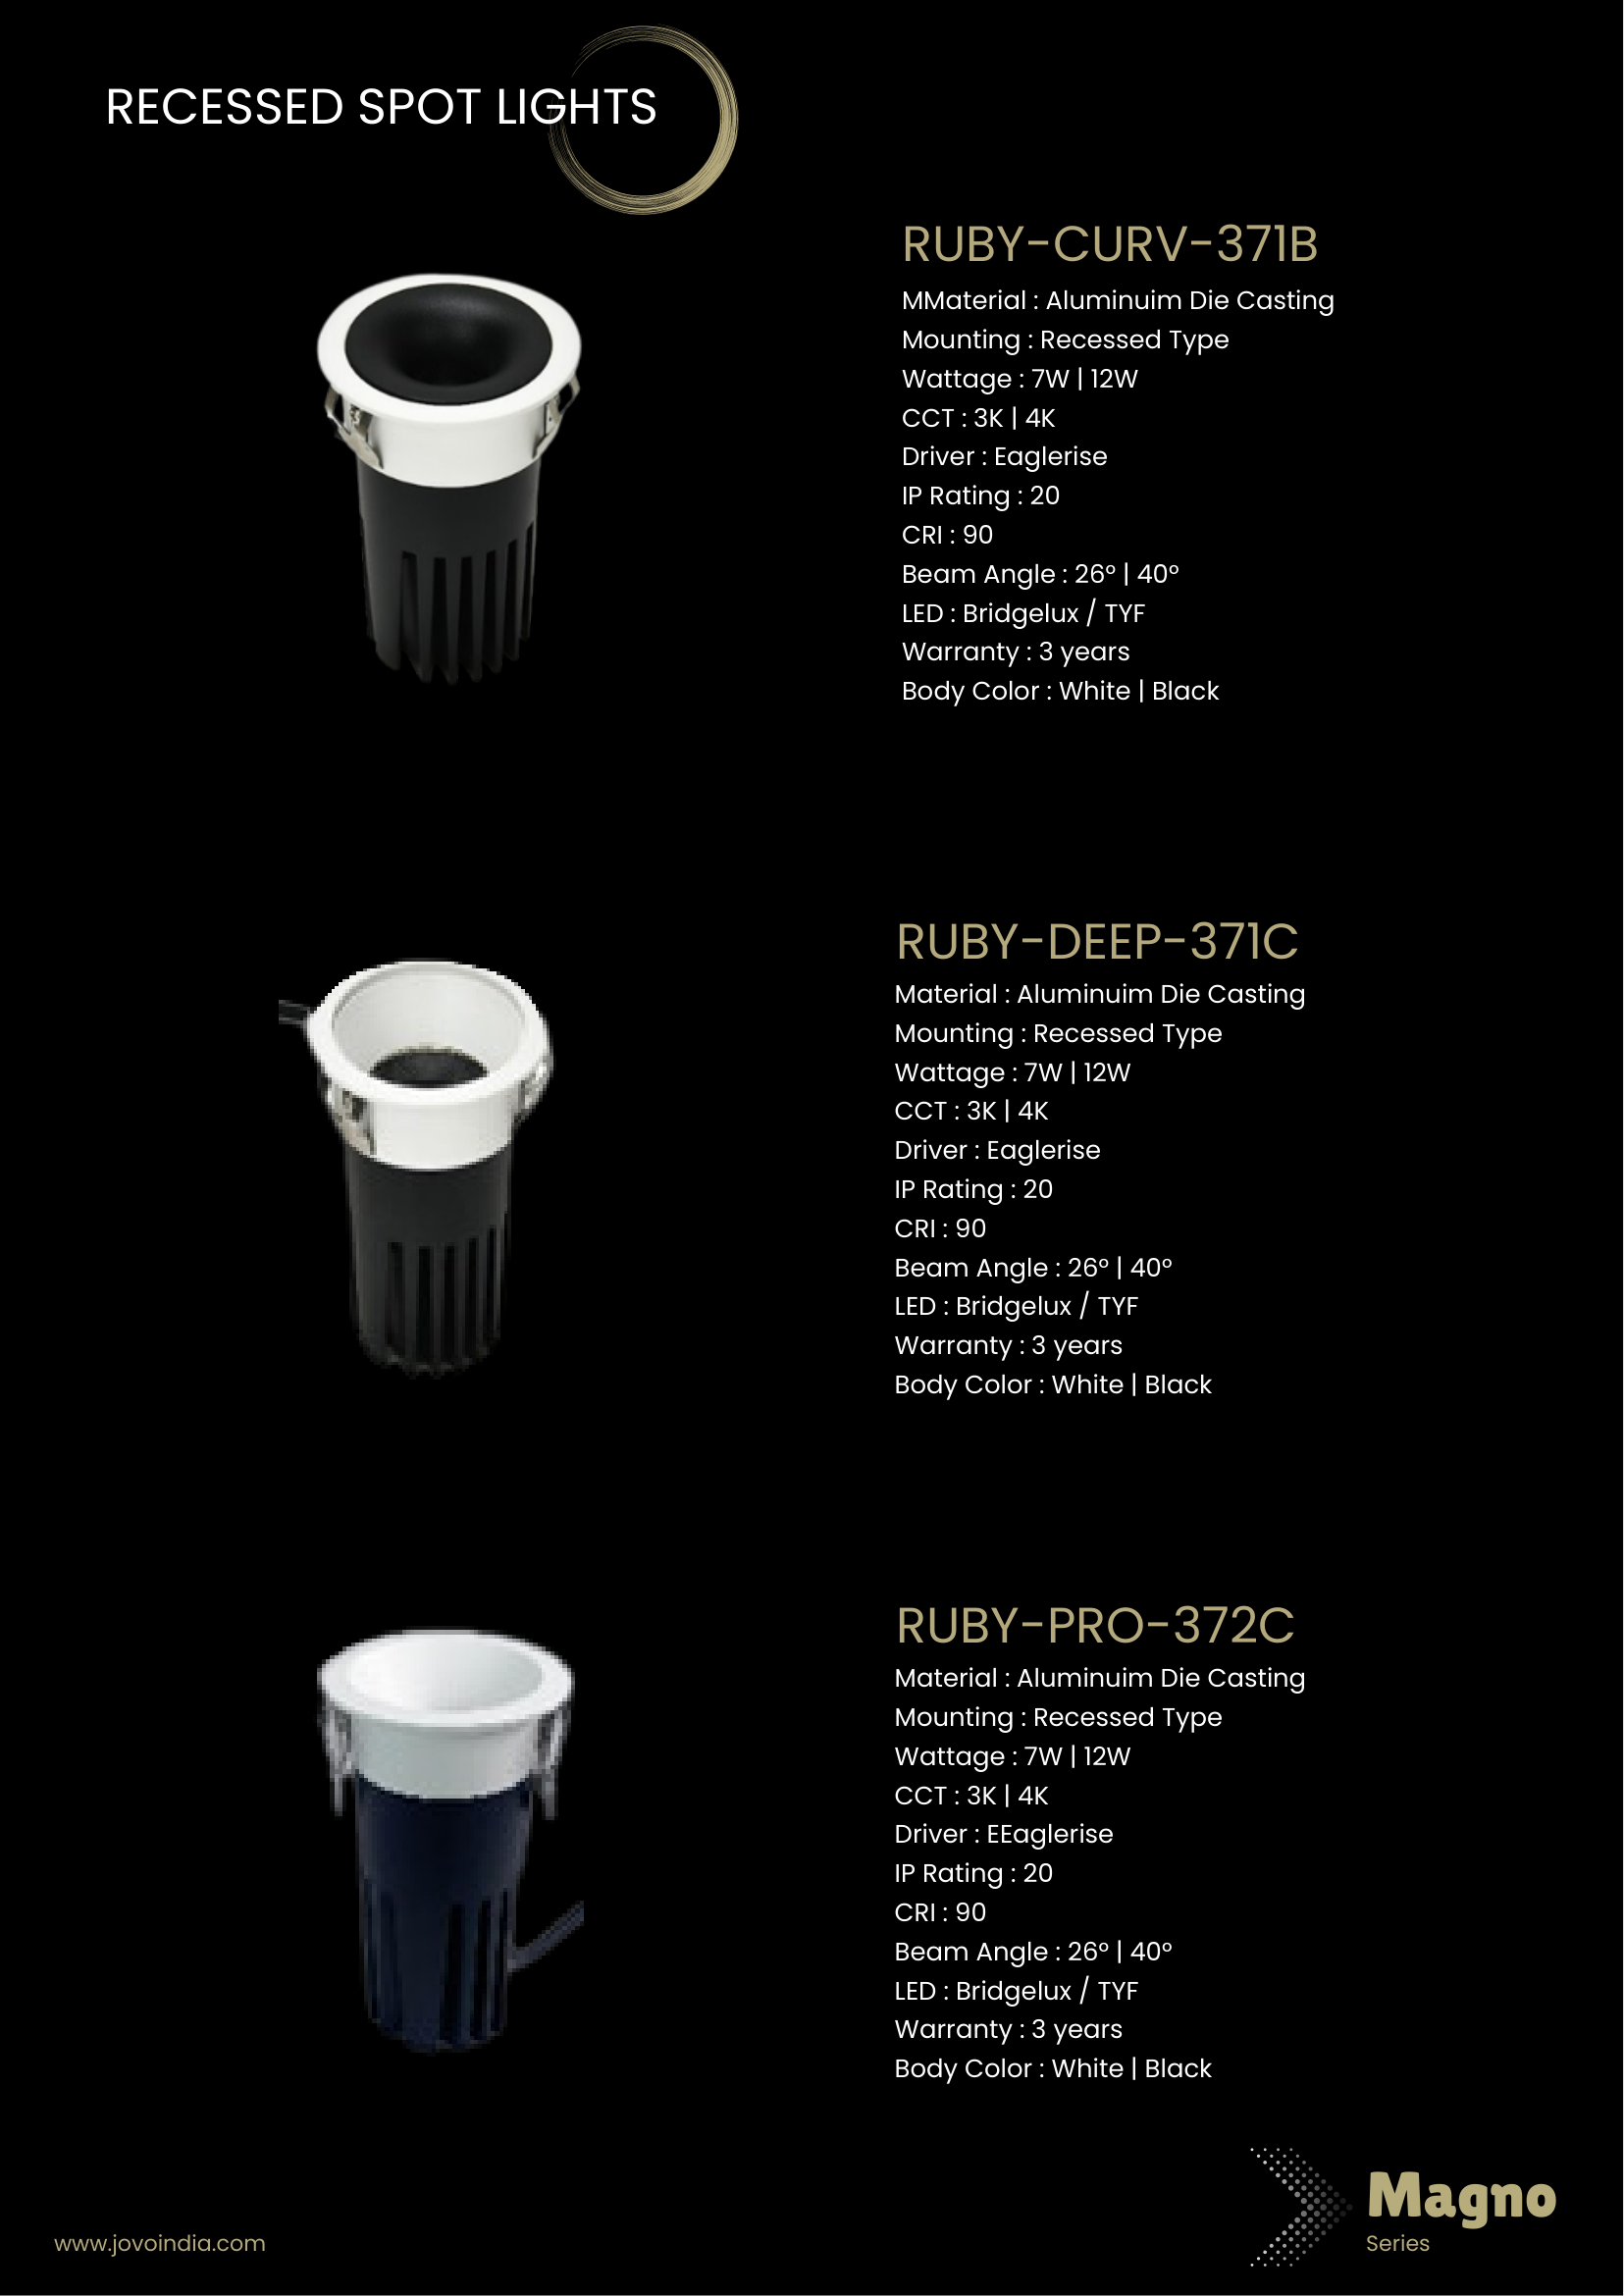 RECESSED SPOT LIGHTS
RUBY-CURV-371B
MMaterial : Aluminuim Die Casting
Mounting : Recessed Type
Wattage : 7W | 12W
CCT : 3K | 4K
Driver : Eaglerise
IP Rating : 20
CRI : 90
Beam Angle : 26° | 40°
LED : Bridgelux / TYF
Warranty : 3 years
Body Color : White | Black
RUBY-DEEP-371C
Material : Aluminuim Die Casting
Mounting : Recessed Type
Wattage : 7W | 12W
CCT : 3K | 4K
Driver : Eaglerise
IP Rating : 20
CRI : 90
Beam Angle : 26° | 40°
LED : Bridgelux / TYF
Warranty : 3 years
Body Color : White | Black
RUBY-PRO-372C
Material : Aluminuim Die Casting
Mounting : Recessed Type
Wattage : 7W | 12W
CCT : 3K | 4K
Driver : EEaglerise
IP Rating : 20
CRI : 90
Beam Angle : 26° | 40°
LED : Bridgelux / TYF
Warranty : 3 years
Body Color : White | Black
Magno
Series
www.jovoindia.com